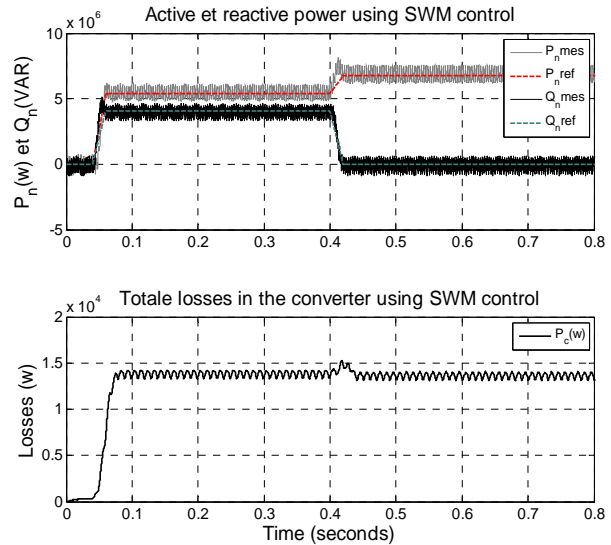 Active et reactive power using SWM control
x 10^6
10
5
0
-5
P_n(w) et Q_n(VAR)
P_nmes
P_nref
Q_nmes
Q_nref
0 0.1 0.2 0.3 0.4 0.5 0.6 0.7 0.8
Totale losses in the converter using SWM control
x 10^4
2
1.5
1
0.5
0
Losses (w)
P_c(w)
0 0.1 0.2 0.3 0.4 0.5 0.6 0.7 0.8
Time (seconds)